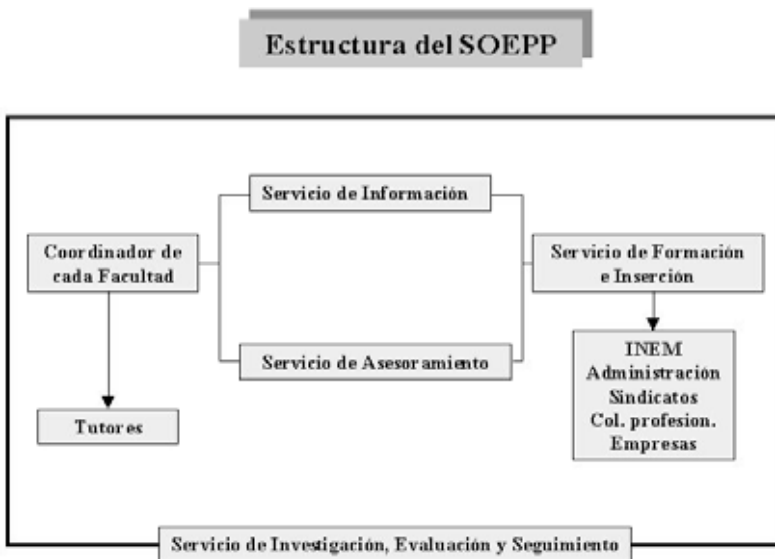 Estructura del SOEPP
Servicio de Información
Coordinador de
cada Facultad
Servicio de Formación
e Inserción
Servicio de Asesoramiento
INEM
Administración
Sindicatos
Col. profesion.
Empresas
Tutores
Servicio de Investigación, Evaluación y Seguimiento